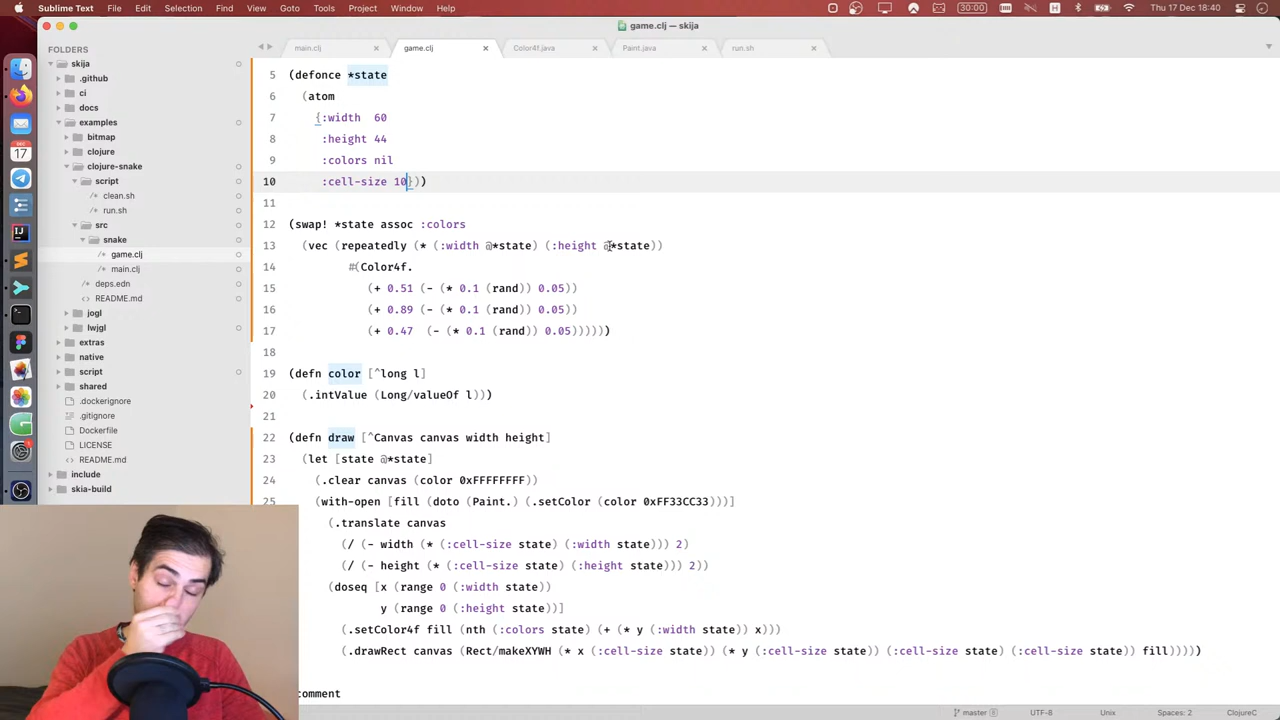 Sublime Text File Edit Selection Find View Goto Tools Project Window Help 30:00 Thu 17 Dec 18:40
game.clj — skija
FOLDERS
skija
.github
ci
docs
examples
bitmap
clojure
clojure-snake
script
/* clean.sh
/* run.sh
src
snake
/* game.clj
/* main.clj
/* deps.edn
<> README.md
jogl
lwjgl
extras
native
script
shared
.dockerignore
.gitignore
Dockerfile
LICENSE
README.md
include
skia-build
DEC
17
main.clj × game.clj × Color4f.java × Paint.java × run.sh ×
5 (defonce *state
6 (atom
7 {:width 60
8 :height 44
9 :colors nil
10 :cell-size 10}))
11
12 (swap! *state assoc :colors
13 (vec (repeatedly (* (:width @*state) (:height @*state))
14 #(Color4f.
15 (+ 0.51 (- (* 0.1 (rand)) 0.05))
16 (+ 0.89 (- (* 0.1 (rand)) 0.05))
17 (+ 0.47 (- (* 0.1 (rand)) 0.05)))))
18
19 (defn color [^long l]
20 (.intValue (Long/valueOf l)))
21
22 (defn draw [^Canvas canvas width height]
23 (let [state @*state]
24 (.clear canvas (color 0xFFFFFFFF))
25 (with-open [fill (doto (Paint.) (.setColor (color 0xFF33CC33)))]
(.translate canvas
(/ (- width (* (:cell-size state) (:width state))) 2)
(/ (- height (* (:cell-size state) (:height state))) 2))
(doseq [x (range 0 (:width state))
y (range 0 (:height state))]
(.setColor4f fill (nth (:colors state) (+ (* y (:width state)) x)))
(.drawRect canvas (Rect/makeXYWH (* x (:cell-size state)) (* y (:cell-size state)) (:cell-size state) (:cell-size state)) fill)))))
comment
master 8 UTF-8 Unix Spaces: 2 ClojureC